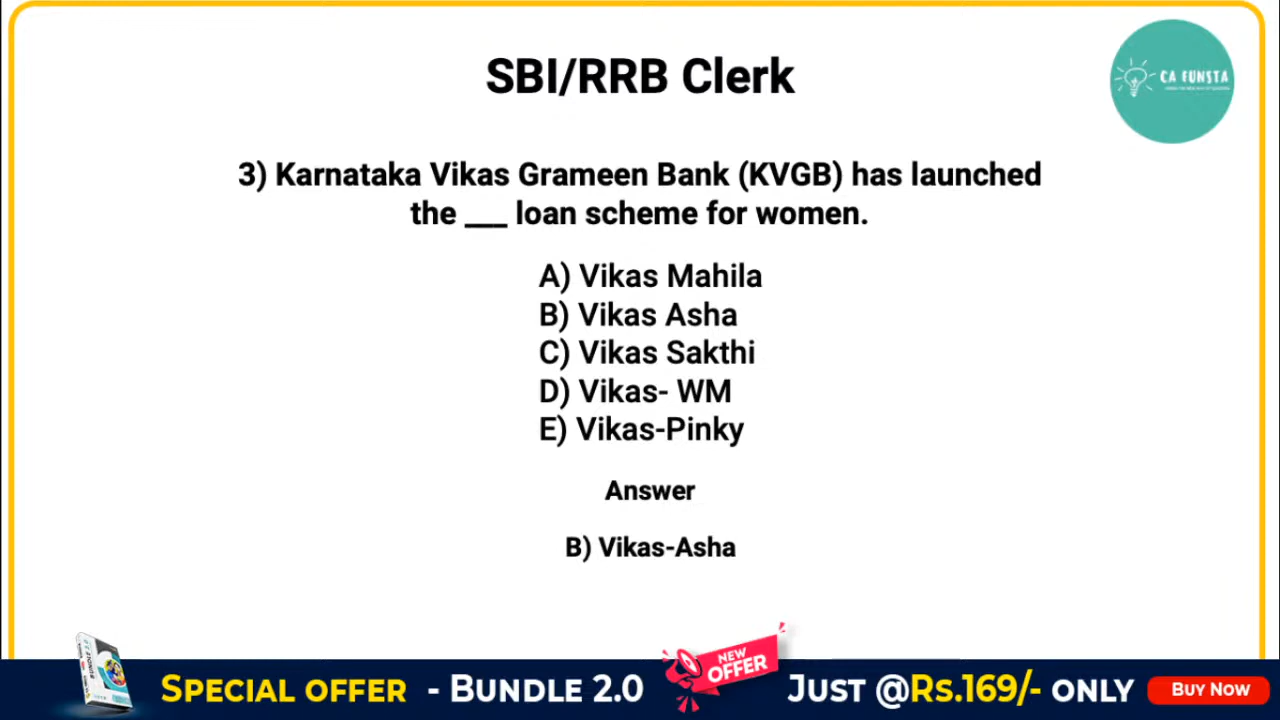 SBI/RRB Clerk
CA FUNSTA
3) Karnataka Vikas Grameen Bank (KVGB) has launched
the ___ loan scheme for women.
A) Vikas Mahila
B) Vikas Asha
C) Vikas Sakthi
D) Vikas- WM
E) Vikas-Pinky
Answer
B) Vikas-Asha
SPECIAL OFFER - BUNDLE 2.0
NEW
OFFER
JUST @Rs.169/- ONLY
Buy Now